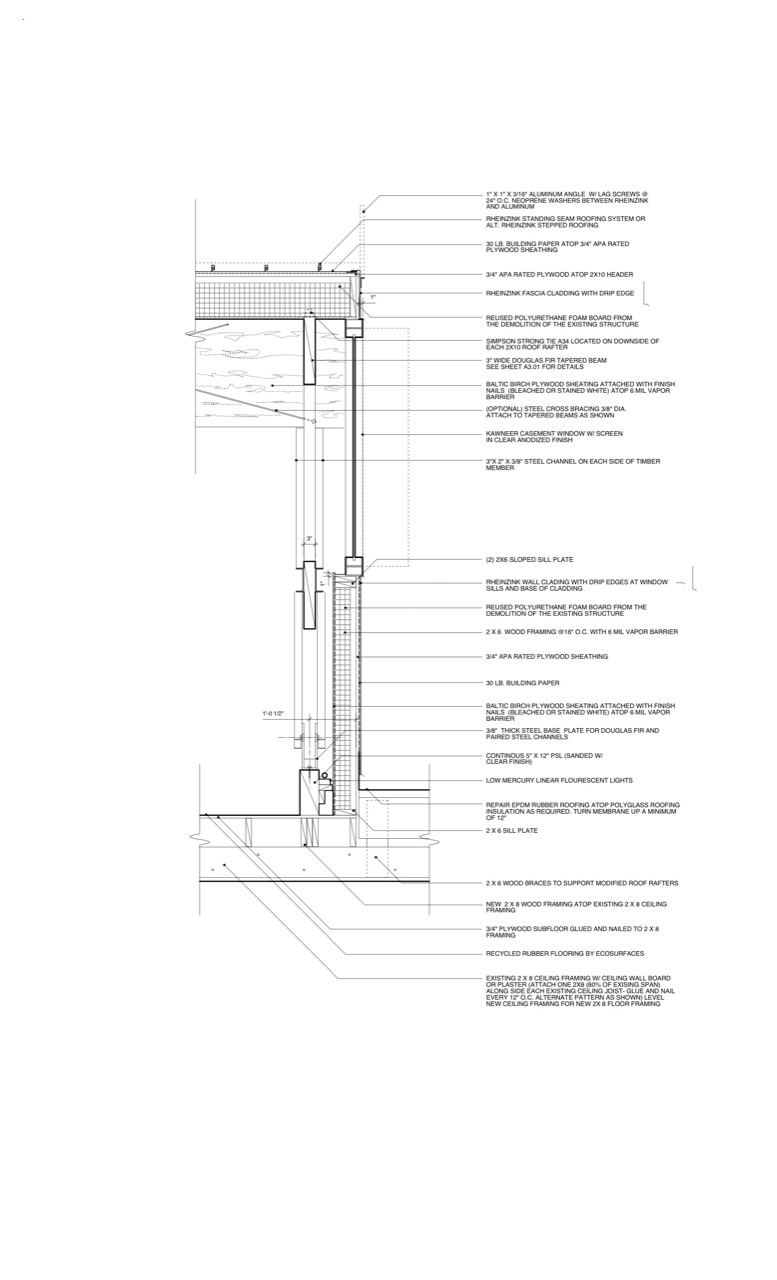 1" X 1" X 3/16" ALUMINUM ANGLE W/ LAG SCREWS @
24" O.C. NEOPRENE WASHERS BETWEEN RHEINZINK
AND ALUMINUM
RHEINZINK STANDING SEAM ROOFING SYSTEM OR
ALT. RHEINZINK STEPPED ROOFING
30 LB. BUILDING PAPER ATOP 3/4" APA RATED
PLYWOOD SHEATHING
3/4" APA RATED PLYWOOD ATOP 2X10 HEADER
RHEINZINK FASCIA CLADDING WITH DRIP EDGE
1"
REUSED POLYURETHANE FOAM BOARD FROM
THE DEMOLITION OF THE EXISTING STRUCTURE
SIMPSON STRONG TIE A34 LOCATED ON DOWNSIDE OF
EACH 2X10 ROOF RAFTER
3" WIDE DOUGLAS FIR TAPERED BEAM
SEE SHEET A3.01 FOR DETAILS
BALTIC BIRCH PLYWOOD SHEATING ATTACHED WITH FINISH
NAILS (BLEACHED OR STAINED WHITE) ATOP 6 MIL VAPOR
BARRIER
(OPTIONAL) STEEL CROSS BRACING 3/8" DIA.
ATTACH TO TAPERED BEAMS AS SHOWN
KAWNEER CASEMENT WINDOW W/ SCREEN
IN CLEAR ANODIZED FINISH
3"X 2" X 3/8" STEEL CHANNEL ON EACH SIDE OF TIMBER
MEMBER
3"
(2) 2X6 SLOPED SILL PLATE
1"
RHEINZINK WALL CLADING WITH DRIP EDGES AT WINDOW
SILLS AND BASE OF CLADDING
REUSED POLYURETHANE FOAM BOARD FROM THE
DEMOLITION OF THE EXISTING STRUCTURE
2 X 6 WOOD FRAMING @16" O.C. WITH 6 MIL VAPOR BARRIER
3/4" APA RATED PLYWOOD SHEATHING
30 LB. BUILDING PAPER
BALTIC BIRCH PLYWOOD SHEATING ATTACHED WITH FINISH
NAILS (BLEACHED OR STAINED WHITE) ATOP 6 MIL VAPOR
BARRIER
1'-0 1/2"
3/8" THICK STEEL BASE PLATE FOR DOUGLAS FIR AND
PAIRED STEEL CHANNELS
CONTINOUS 5" X 12" PSL (SANDED W/
CLEAR FINISH)
LOW MERCURY LINEAR FLOURESCENT LIGHTS
REPAIR EPDM RUBBER ROOFING ATOP POLYGLASS ROOFING
INSULATION AS REQUIRED. TURN MEMBRANE UP A MINIMUM
OF 12"
2 X 6 SILL PLATE
2 X 6 WOOD BRACES TO SUPPORT MODIFIED ROOF RAFTERS
NEW 2 X 8 WOOD FRAMING ATOP EXISTING 2 X 8 CEILING
FRAMING
3/4" PLYWOOD SUBFLOOR GLUED AND NAILED TO 2 X 8
FRAMING
RECYCLED RUBBER FLOORING BY ECOSURFACES
EXISTING 2 X 8 CEILING FRAMING W/ CEILING WALL BOARD
OR PLASTER (ATTACH ONE 2X8 (80% OF EXISING SPAN)
ALONG SIDE EACH EXISTING CEILING JOIST- GLUE AND NAIL
EVERY 12" O.C. ALTERNATE PATTERN AS SHOWN) LEVEL
NEW CEILING FRAMING FOR NEW 2X 8 FLOOR FRAMING